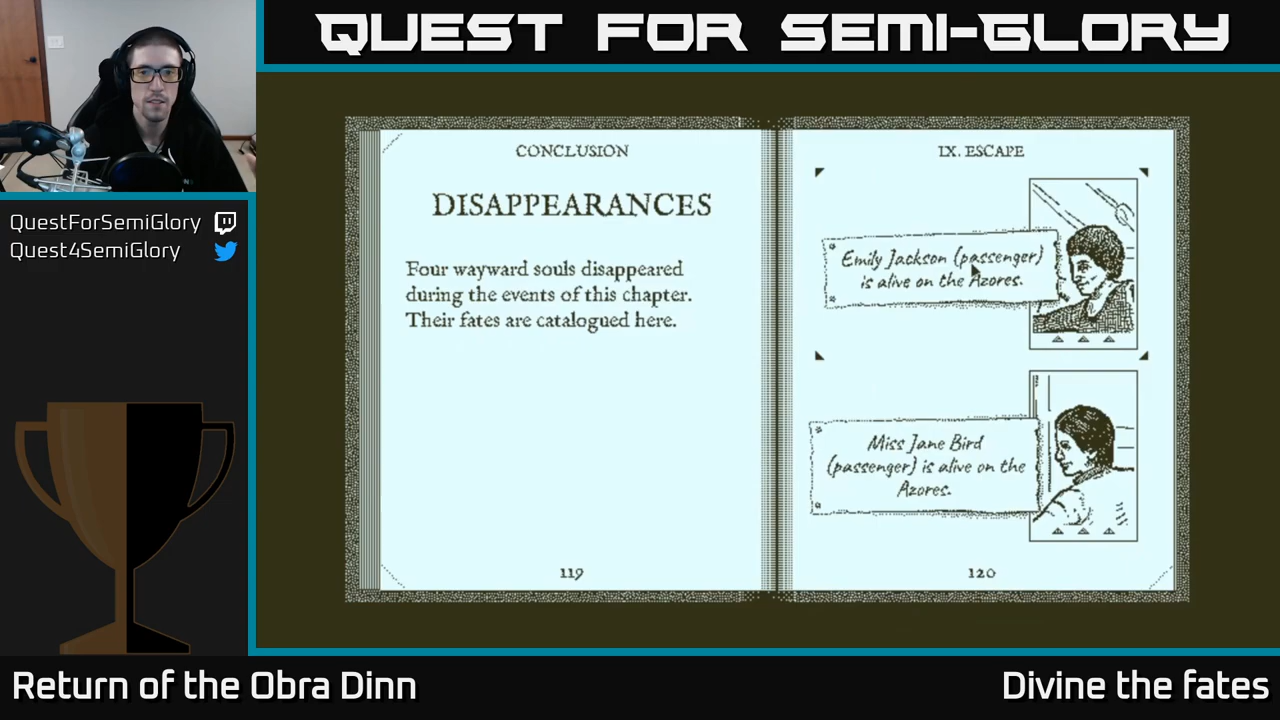 QUEST FOR SEMI-GLORY
QuestForSemiGlory
Quest4SemiGlory
CONCLUSION
DISAPPEARANCES
Four wayward souls disappeared
during the events of this chapter.
Their fates are catalogued here.
119
IX. ESCAPE
Emily Jackson (passenger)
is alive on the Azores.
Miss Jane Bird
(passenger) is alive on the
Azores.
120
Return of the Obra Dinn
Divine the fates